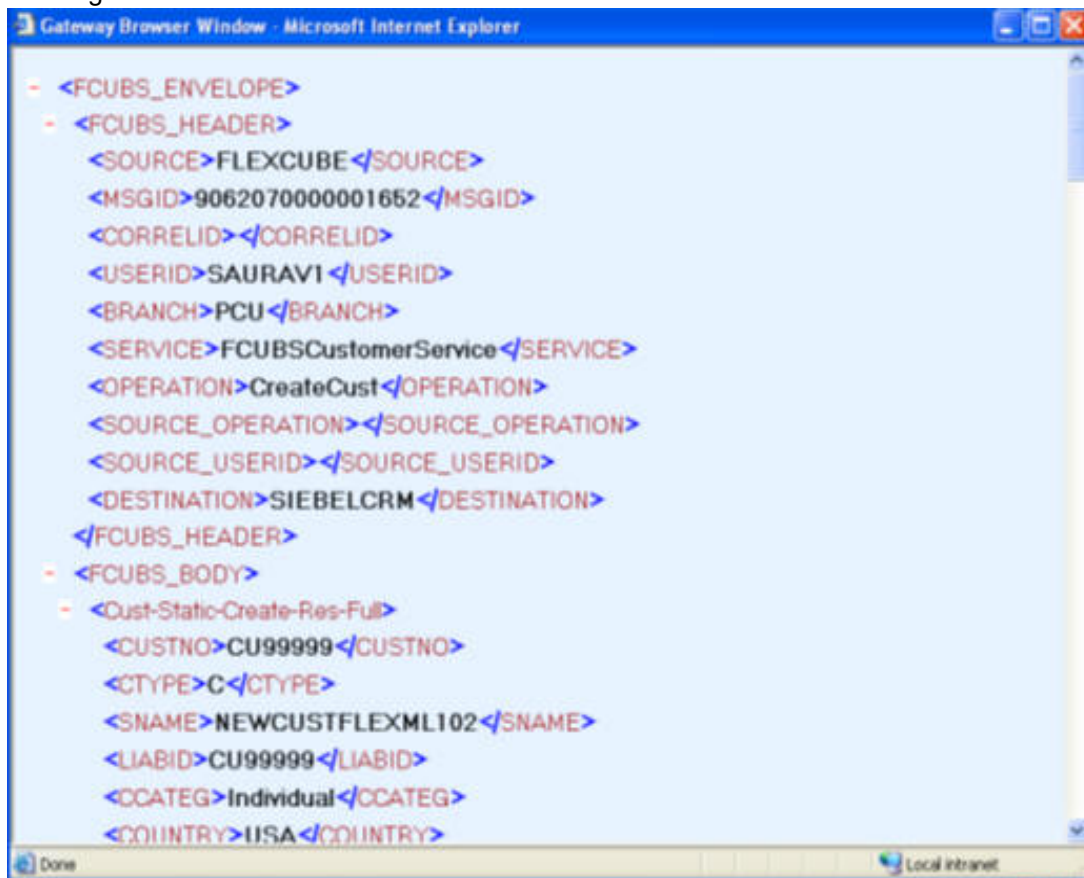 Gateway Browser Window - Microsoft Internet Explorer
- <FCUBS_ENVELOPE>
- <FCUBS_HEADER>
<SOURCE>FLEXCUBE</SOURCE>
<MSGID>9062070000001652</MSGID>
<CORRELID></CORRELID>
<USERID>SAURAV1</USERID>
<BRANCH>PCU</BRANCH>
<SERVICE>FCUBSCustomerService</SERVICE>
<OPERATION>CreateCust</OPERATION>
<SOURCE_OPERATION></SOURCE_OPERATION>
<SOURCE_USERID></SOURCE_USERID>
<DESTINATION>SIEBELCRM</DESTINATION>
</FCUBS_HEADER>
- <FCUBS_BODY>
- <Cust-Static-Create-Res-Full>
<CUSTNO>CU99999</CUSTNO>
<CTYPE>C</CTYPE>
<SNAME>NEWCUSTFLEXML102</SNAME>
<LIABID>CU99999</LIABID>
<CCATEG>Individual</CCATEG>
<COUNTRY>USA</COUNTRY>
Done Local intranet